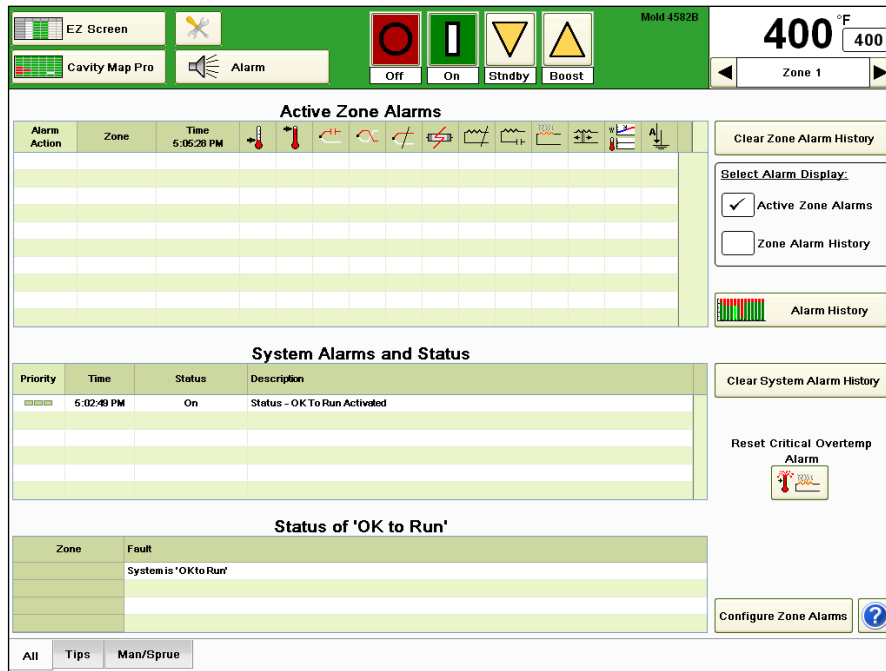 EZ Screen
Mold 4582B
400 °F
400
Cavity Map Pro
Alarm
Off
On
Stndby
Boost
Zone 1
Active Zone Alarms
Alarm Action
Zone
Time
5:05:28 PM
W
A
Clear Zone Alarm History
Select Alarm Display:
Active Zone Alarms
Zone Alarm History
Alarm History
System Alarms and Status
Priority
Time
Status
Description
Clear System Alarm History
5:02:49 PM
On
Status - OK To Run Activated
Reset Critical Overtemp
Alarm
Status of 'OK to Run'
Zone
Fault
System is 'OK to Run'
Configure Zone Alarms
?
All
Tips
Man/Sprue